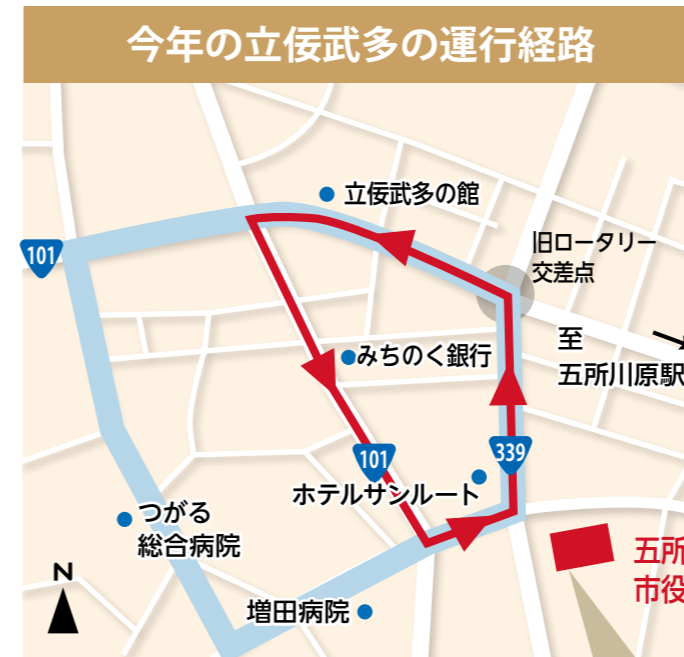 今年の立佞武多の運行経路
立佞武多の館
101
旧ロータリー
交差点
至
五所川原駅
みちのく銀行
101
339
ホテルサンルート
つがる
総合病院
五所
市役
N
増田病院